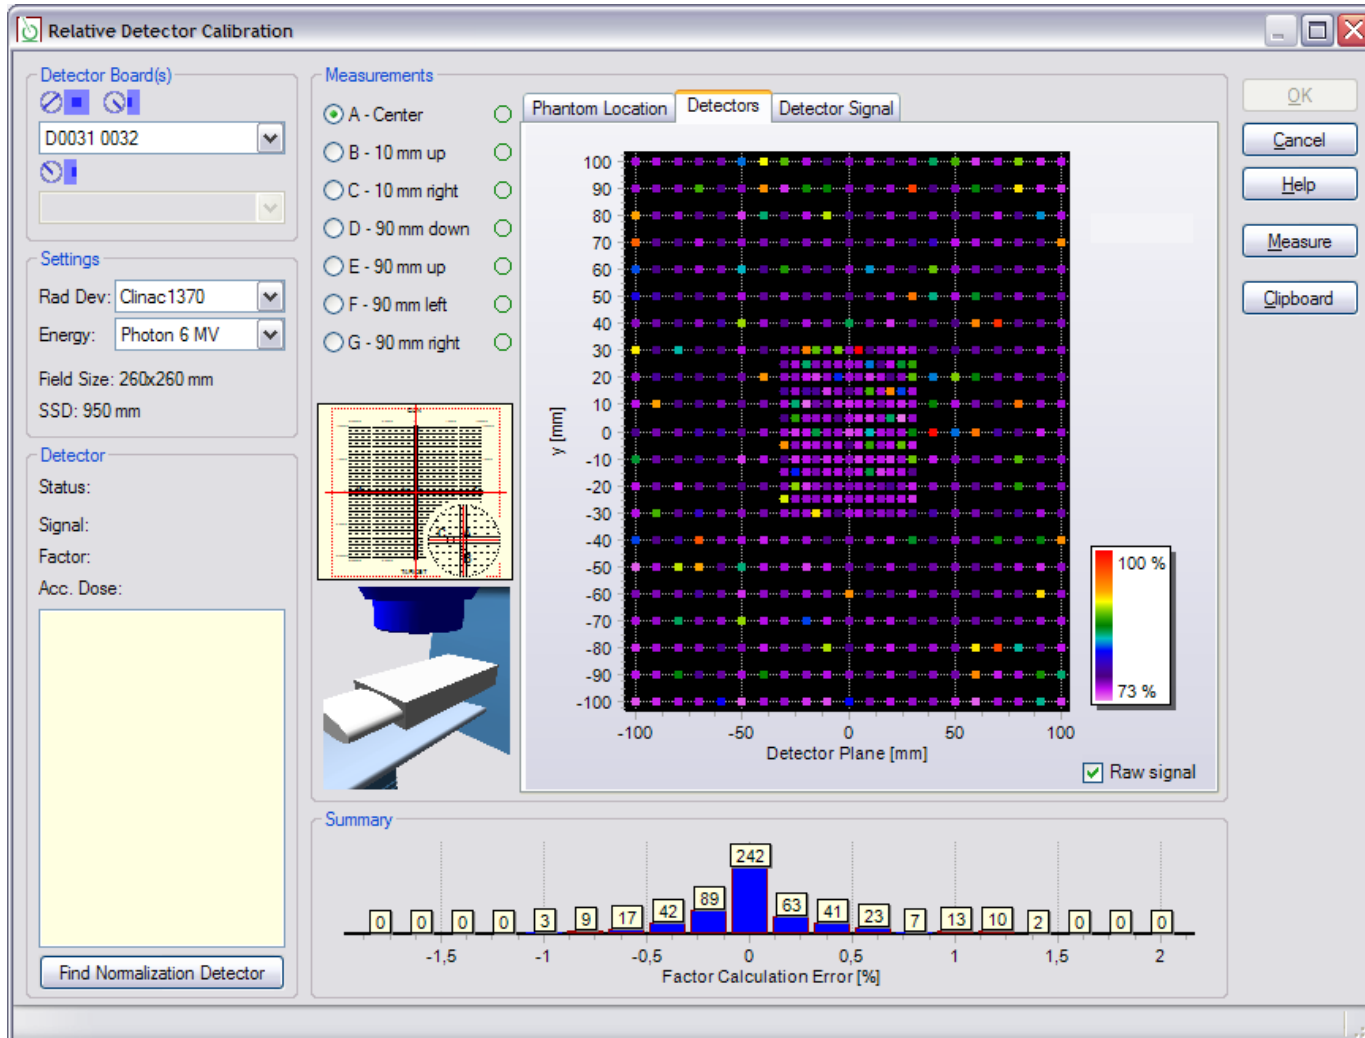 Relative Detector Calibration
Detector Board(s)
D0031 0032
Settings
Rad Dev: Clinac1370
Energy: Photon 6 MV
Field Size: 260x260 mm
SSD: 950 mm
Detector
Status:
Signal:
Factor:
Acc. Dose:
Find Normalization Detector
Measurements
A - Center
B - 10 mm up
C - 10 mm right
D - 90 mm down
E - 90 mm up
F - 90 mm left
G - 90 mm right
Phantom Location Detectors Detector Signal
100
90
80
70
60
50
40
30
20
10
0
-10
-20
-30
-40
-50
-60
-70
-80
-90
-100
y [mm]
-100 -50 0 50 100
Detector Plane [mm]
100 %
73 %
Raw signal
OK
Cancel
Help
Measure
Clipboard
Summary
0 0 0 0 3 9 17 42 89 242 63 41 23 7 13 10 2 0 0 0
-1,5 -1 -0,5 0 0,5 1 1,5 2
Factor Calculation Error [%]